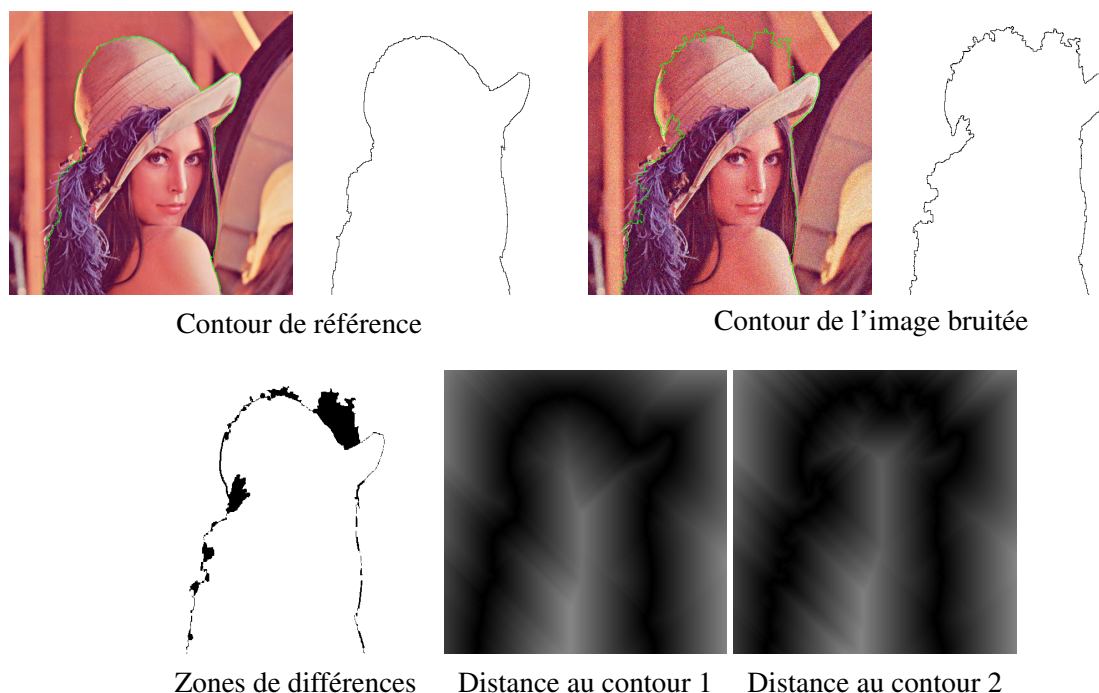 Contour de référence
Contour de l’image bruitée
Zones de différences
Distance au contour 1
Distance au contour 2